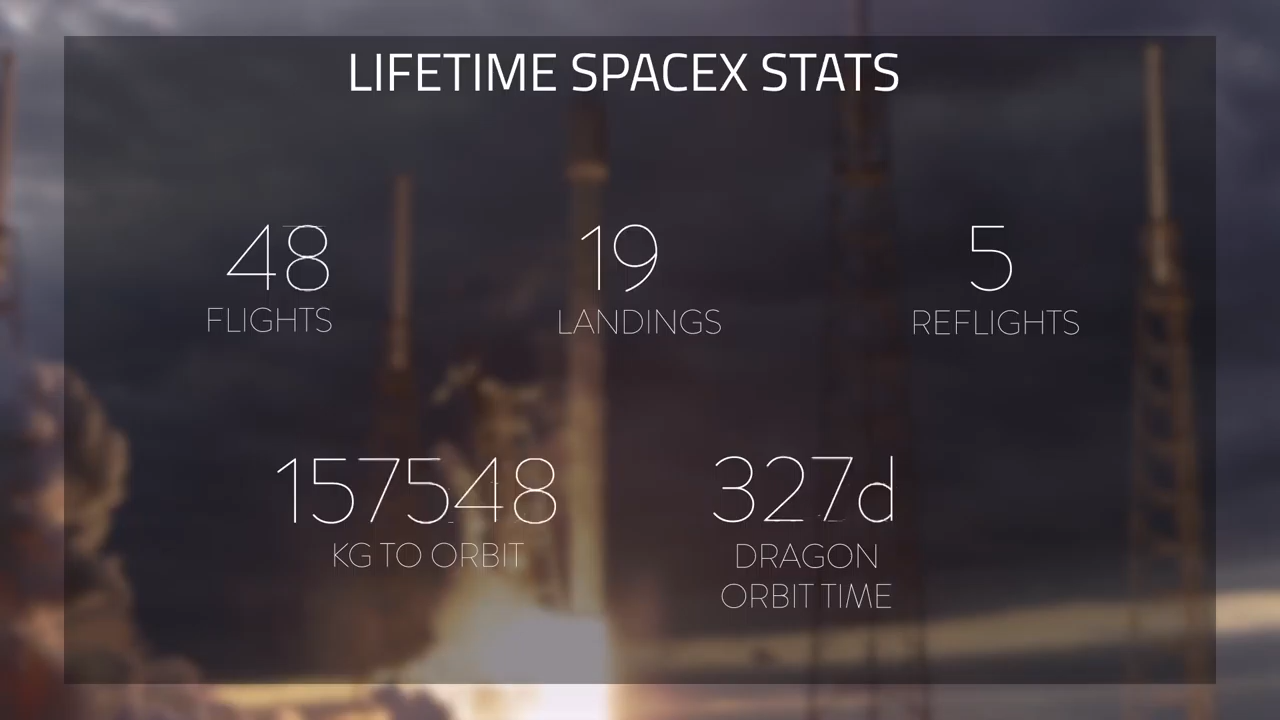 LIFETIME SPACEX STATS
48
FLIGHTS
19
LANDINGS
5
REFLIGHTS
157548
KG TO ORBIT
327d
DRAGON
ORBIT TIME